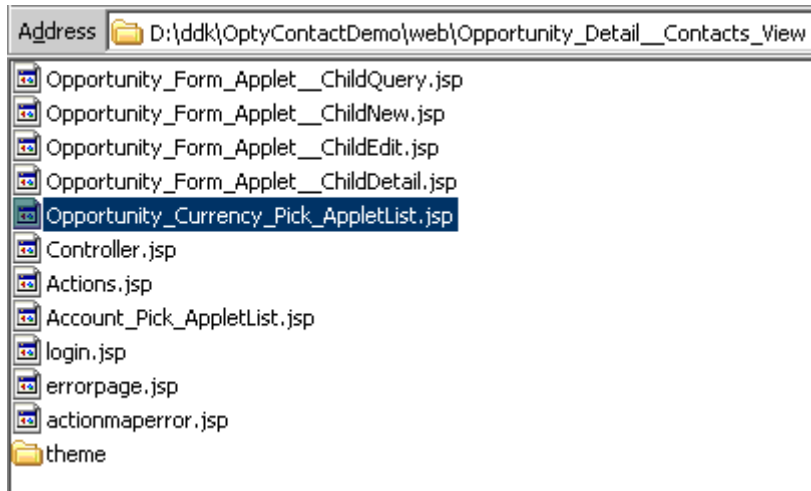 Address D:\ddk\OptyContactDemo\web\Opportunity_Detail__Contacts_View
Opportunity_Form_Applet__ChildQuery.jsp
Opportunity_Form_Applet__ChildNew.jsp
Opportunity_Form_Applet__ChildEdit.jsp
Opportunity_Form_Applet__ChildDetail.jsp
Opportunity_Currency_Pick_AppletList.jsp
Controller.jsp
Actions.jsp
Account_Pick_AppletList.jsp
login.jsp
errorpage.jsp
actionmaperror.jsp
theme